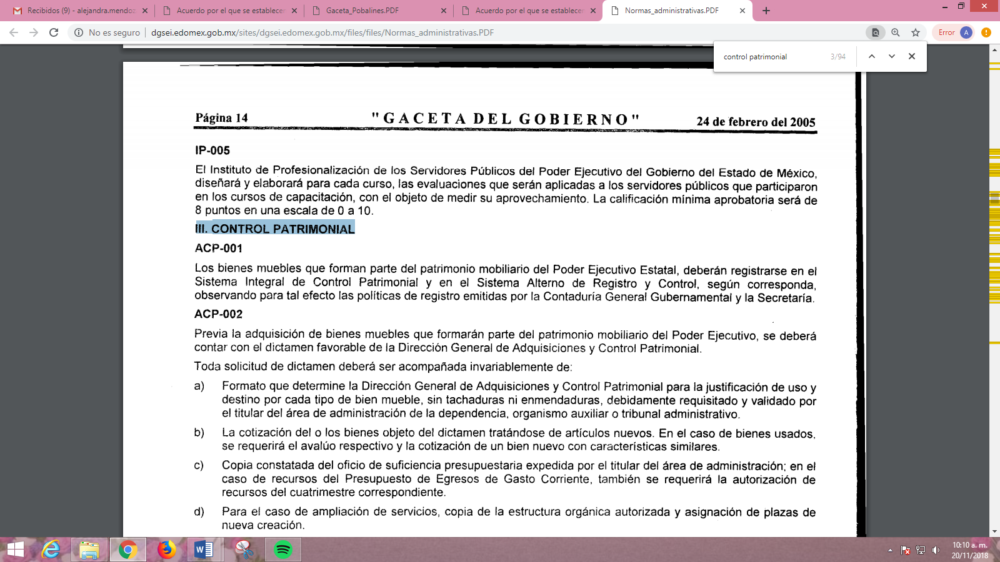 Recibidos (9) - alejandra.mendoz
Acuerdo por el que se establecen
Gaceta_Pobalines.PDF
Acuerdo por el que se establecen
Normas_administrativas.PDF
No es seguro
dgsei.edomex.gob.mx/sites/dgsei.edomex.gob.mx/files/files/Normas_administrativas.PDF
Error
A
control patrimonial
3/94
Página 14
"GACETA DEL GOBIERNO"
24 de febrero del 2005
IP-005
El Instituto de Profesionalización de los Servidores Públicos del Poder Ejecutivo del Gobierno del Estado de México,
diseñará y elaborará para cada curso, las evaluaciones que serán aplicadas a los servidores públicos que participaron
en los cursos de capacitación, con el objeto de medir su aprovechamiento. La calificación mínima aprobatoria será de
8 puntos en una escala de 0 a 10.
III. CONTROL PATRIMONIAL
ACP-001
Los bienes muebles que forman parte del patrimonio mobiliario del Poder Ejecutivo Estatal, deberán registrarse en el
Sistema Integral de Control Patrimonial y en el Sistema Alterno de Registro y Control, según corresponda,
observando para tal efecto las políticas de registro emitidas por la Contaduría General Gubernamental y la Secretaría.
ACP-002
Previa la adquisición de bienes muebles que formarán parte del patrimonio mobiliario del Poder Ejecutivo, se deberá
contar con el dictamen favorable de la Dirección General de Adquisiciones y Control Patrimonial.
Toda solicitud de dictamen deberá ser acompañada invariablemente de:
a) Formato que determine la Dirección General de Adquisiciones y Control Patrimonial para la justificación de uso y
destino por cada tipo de bien mueble, sin tachaduras ni enmendaduras, debidamente requisitado y validado por
el titular del área de administración de la dependencia, organismo auxiliar o tribunal administrativo.
b) La cotización del o los bienes objeto del dictamen tratándose de artículos nuevos. En el caso de bienes usados,
se requerirá el avalúo respectivo y la cotización de un bien nuevo con características similares.
c) Copia constatada del oficio de suficiencia presupuestaria expedida por el titular del área de administración; en el
caso de recursos del Presupuesto de Egresos de Gasto Corriente, también se requerirá la autorización de
recursos del cuatrimestre correspondiente.
d) Para el caso de ampliación de servicios, copia de la estructura orgánica autorizada y asignación de plazas de
nueva creación.
10:10 a. m.
20/11/2018